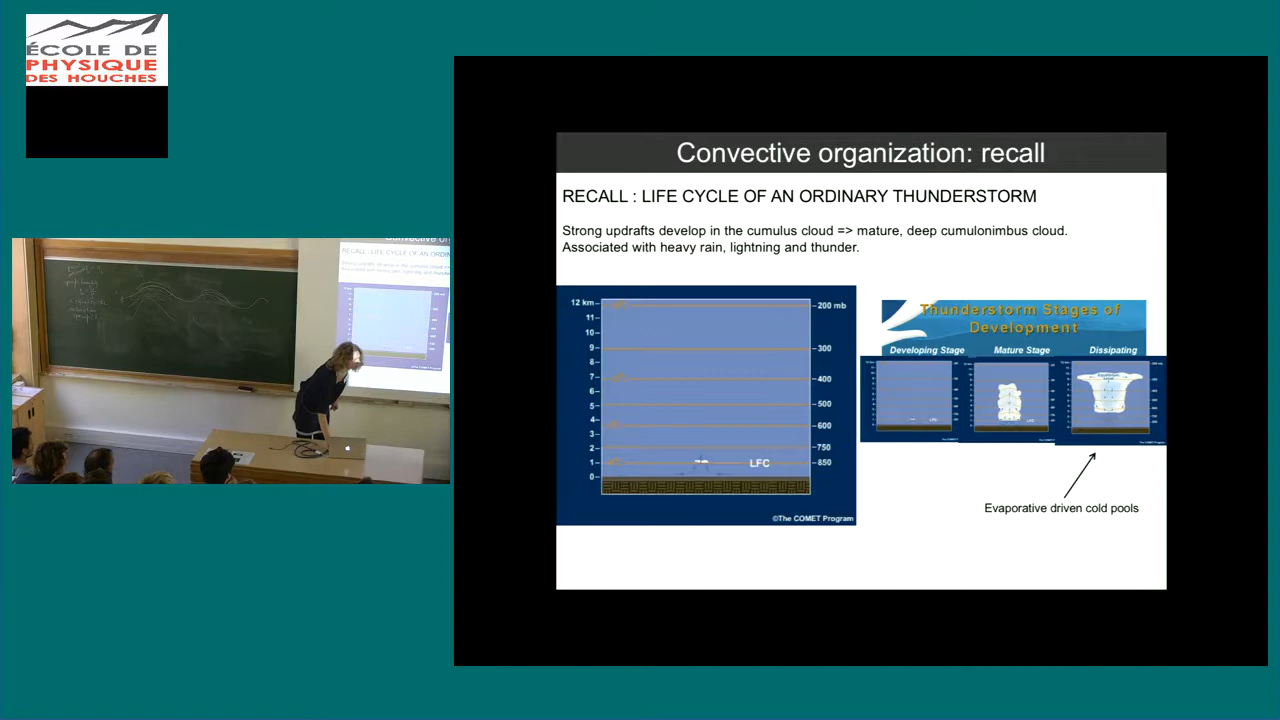 ÉCOLE DE
PHYSIQUE
DES HOUCHES
Convective organization: recall
RECALL : LIFE CYCLE OF AN ORDINARY THUNDERSTORM
Strong updrafts develop in the cumulus cloud => mature, deep cumulonimbus cloud.
Associated with heavy rain, lightning and thunder.
12 km
11
10
9
8
7
6
5
4
3
2
1
0
200 mb
300
400
500
600
750
850
LFC
©The COMET Program
Thunderstorm Stages of
Development
Developing Stage
Mature Stage
Dissipating
Evaporative driven cold pools